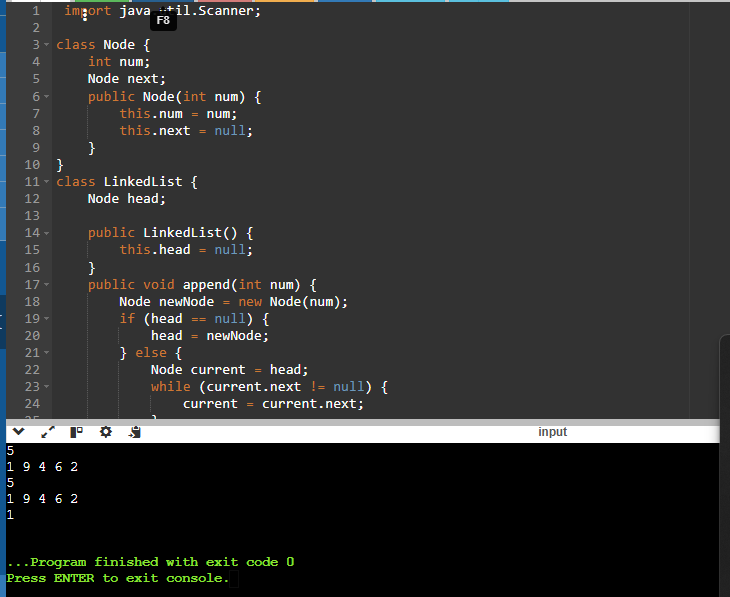 1 import java.util.Scanner;
F8
2
3 class Node {
4 int num;
5 Node next;
6 public Node(int num) {
7 this.num = num;
8 this.next = null;
9 }
10 }
11 class LinkedList {
12 Node head;
13
14 public LinkedList() {
15 this.head = null;
16 }
17 public void append(int num) {
18 Node newNode = new Node(num);
19 if (head == null) {
20 head = newNode;
21 } else {
22 Node current = head;
23 while (current.next != null) {
24 current = current.next;
25 }
input
5
1 9 4 6 2
5
1 9 4 6 2
1
...Program finished with exit code 0
Press ENTER to exit console.